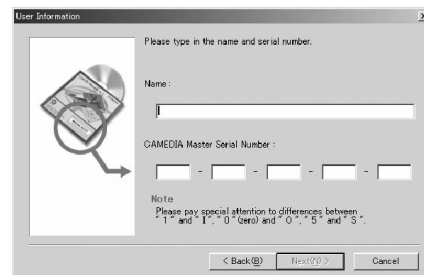 User Information
Please type in the name and serial number.
Name :
CAMEDIA Master Serial Number :
- - - -
Note
Please pay special attention to differences between
" 1 " and " I ", " 0 " (zero) and " O ", " 5 " and " S ".
< Back(B) Next(N) > Cancel